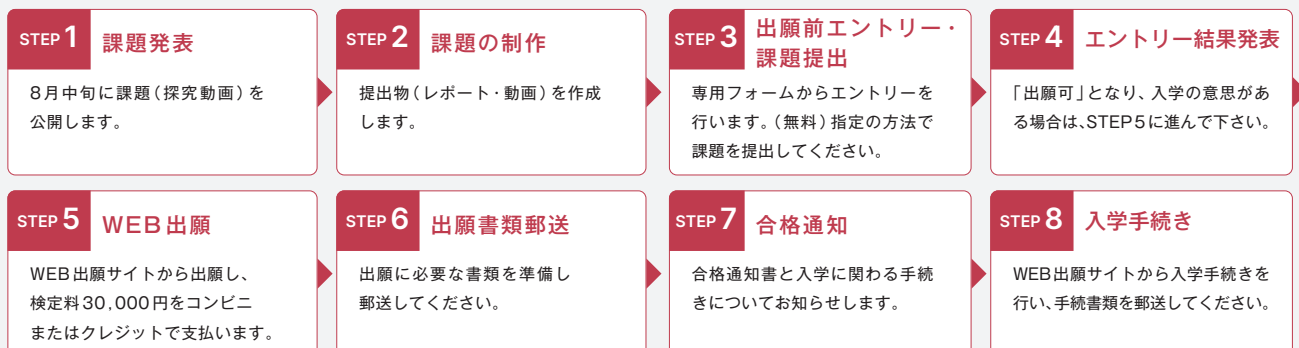 STEP 1 課題発表
8月中旬に課題(探究動画)を
公開します。
STEP 2 課題の制作
提出物(レポート・動画)を作成
します。
STEP 3 出願前エントリー・
課題提出
専用フォームからエントリーを
行います。(無料)指定の方法で
課題を提出してください。
STEP 4 エントリー結果発表
「出願可」となり、入学の意思があ
る場合は、STEP5に進んで下さい。
STEP 5 WEB出願
WEB出願サイトから出願し、
検定料30,000円をコンビニ
またはクレジットで支払います。
STEP 6 出願書類郵送
出願に必要な書類を準備し
郵送してください。
STEP 7 合格通知
合格通知書と入学に関わる手続
きについてお知らせします。
STEP 8 入学手続き
WEB出願サイトから入学手続きを
行い、手続書類を郵送してください。